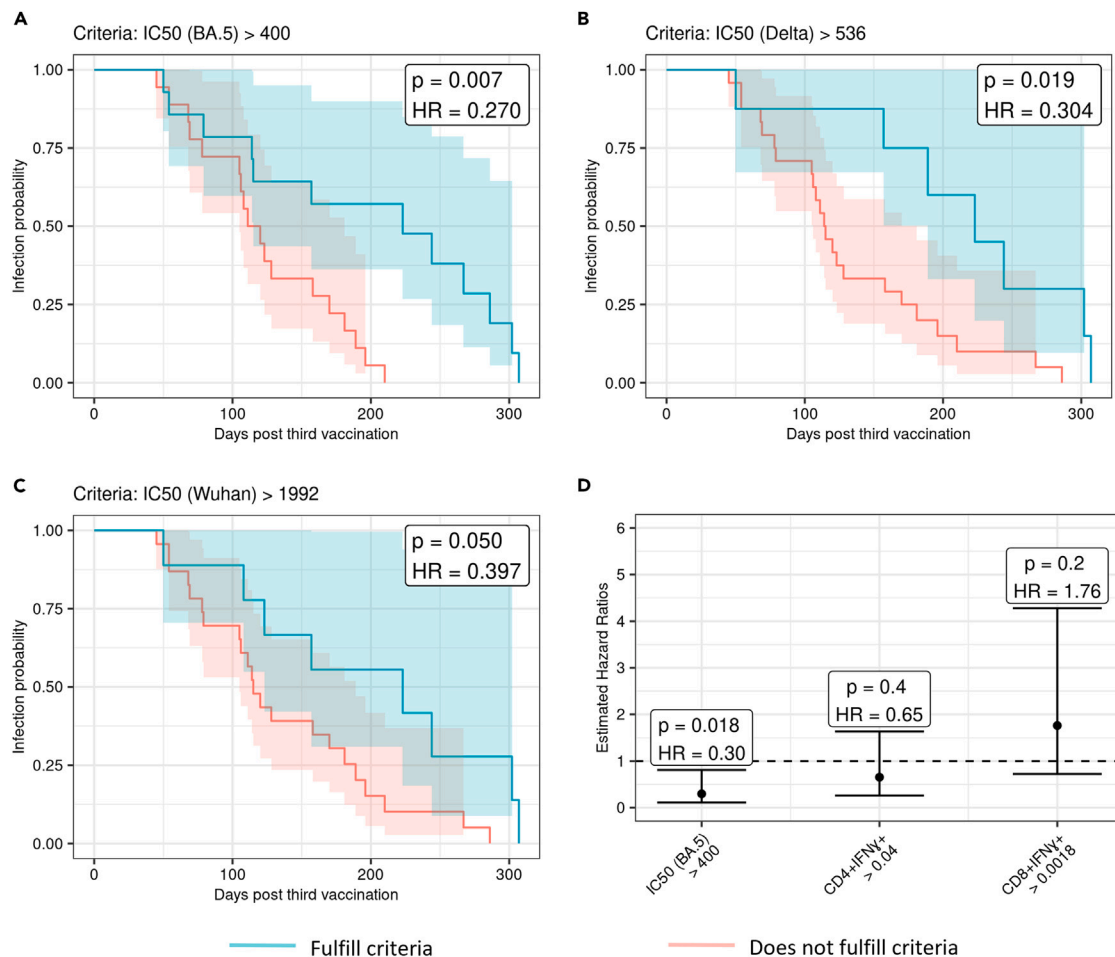 A
Criteria: IC50 (BA.5) > 400
p = 0.007
HR = 0.270
1.00
0.75
0.50
0.25
0.00
Infection probability
0
100
200
300
Days post third vaccination
B
Criteria: IC50 (Delta) > 536
p = 0.019
HR = 0.304
1.00
0.75
0.50
0.25
0.00
Infection probability
0
100
200
300
Days post third vaccination
C
Criteria: IC50 (Wuhan) > 1992
p = 0.050
HR = 0.397
1.00
0.75
0.50
0.25
0.00
Infection probability
0
100
200
300
Days post third vaccination
D
6
5
4
3
2
1
0
Estimated Hazard Ratios
p = 0.018
HR = 0.30
p = 0.4
HR = 0.65
p = 0.2
HR = 1.76
IC50 (BA.5)
> 400
CD4+IFNγ+
> 0.04
CD8+IFNγ+
> 0.0018
Fulfill criteria
Does not fulfill criteria